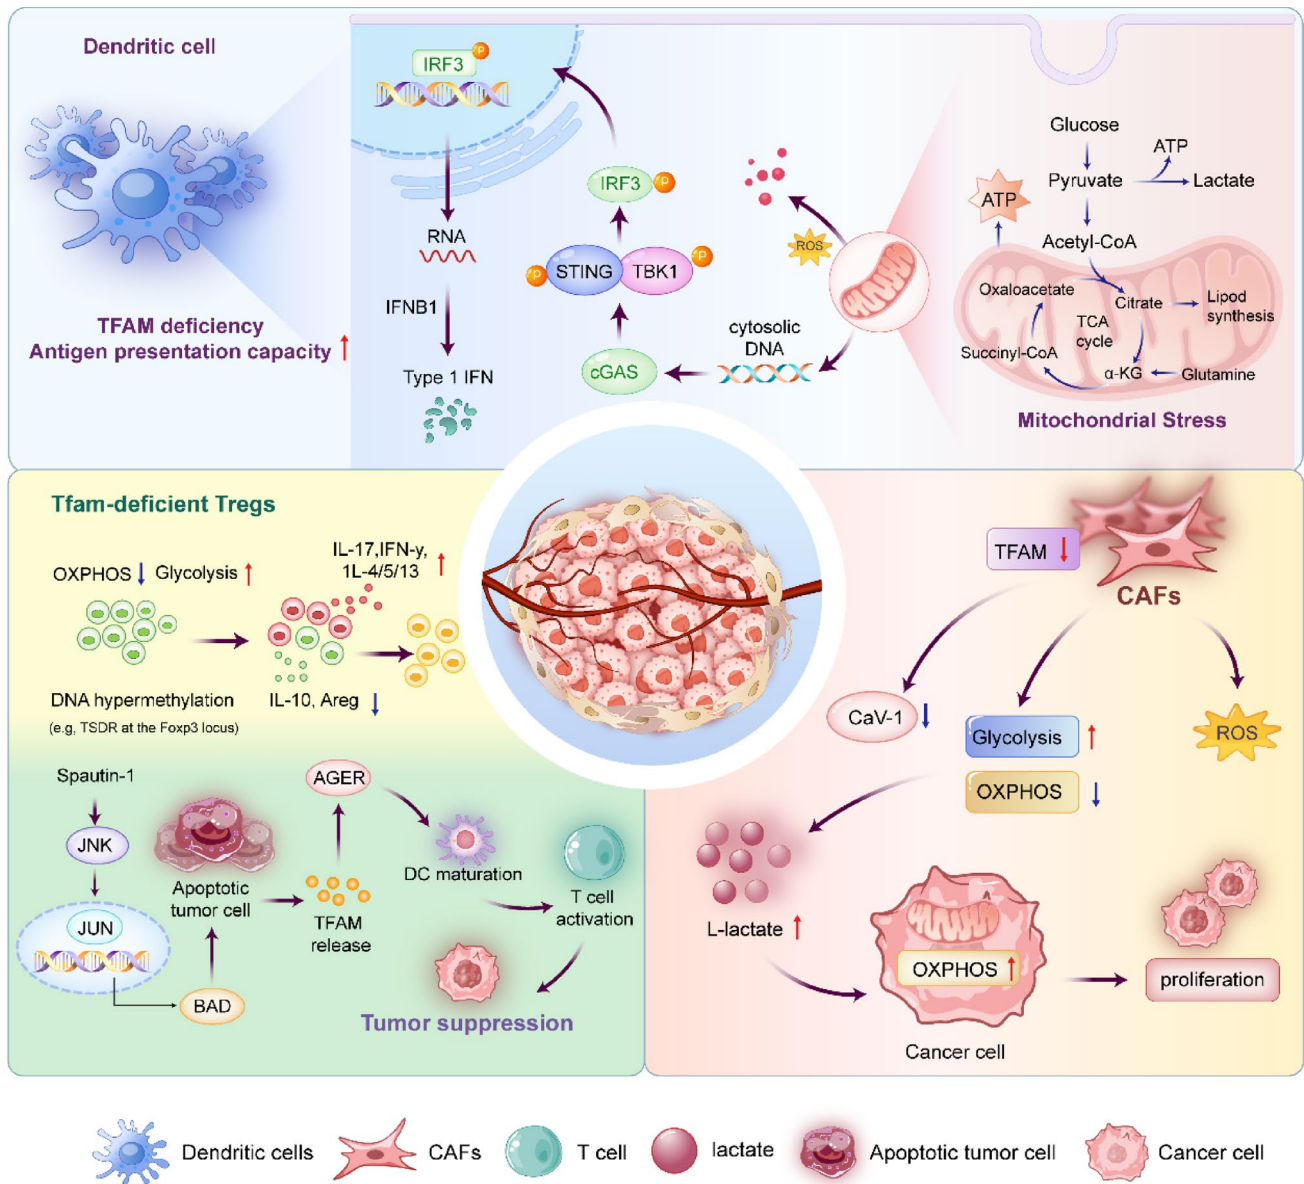 Dendritic cell
TFAM deficiency
Antigen presentation capacity
IRF3
p
RNA
IFNB1
Type 1 IFN
IRF3
p
p
STING
TBK1
p
cGAS
cytosolic
DNA
ROS
Glucose
ATP
Pyruvate
Lactate
ATP
Acetyl-CoA
Oxaloacetate
Citrate
Lipod
synthesis
TCA
cycle
Succinyl-CoA
α-KG
Glutamine
Mitochondrial Stress
Tfam-deficient Tregs
IL-17,IFN-y,
1L-4/5/13
OXPHOS
Glycolysis
DNA hypermethylation
(e.g, TSDR at the Foxp3 locus)
IL-10, Areg
Spautin-1
JNK
JUN
BAD
Apoptotic
tumor cell
TFAM
release
AGER
DC maturation
T cell
activation
Tumor suppression
TFAM
CAFs
CaV-1
Glycolysis
OXPHOS
ROS
L-lactate
OXPHOS
Cancer cell
proliferation
Dendritic cells
CAFs
T cell
lactate
Apoptotic tumor cell
Cancer cell